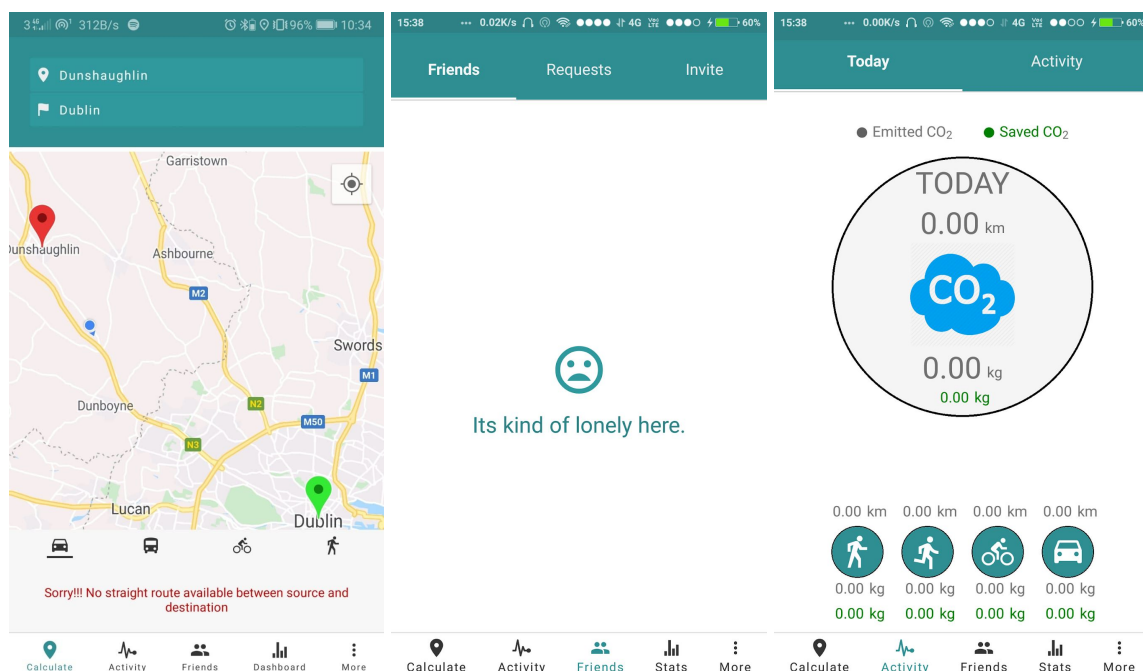 312B/s 96% 10:34
Dunshaughlin
Dublin
Garristown
Dunshaughlin
Ashbourne
M2
Swords
M1
Dunboyne
N2
M50
N3
Lucan
Dublin
Sorry!!! No straight route available between source and
destination
Calculate Activity Friends Dashboard More
15:38 ... 0.02K/s 4G VoLTE 60%
Friends Requests Invite
Its kind of lonely here.
Calculate Activity Friends Stats More
15:38 ... 0.00K/s 4G VoLTE 60%
Today Activity
Emitted CO2 Saved CO2
TODAY
0.00 km
CO2
0.00 kg
0.00 kg
0.00 km 0.00 km 0.00 km 0.00 km
0.00 kg 0.00 kg 0.00 kg 0.00 kg
0.00 kg 0.00 kg 0.00 kg 0.00 kg
Calculate Activity Friends Stats More